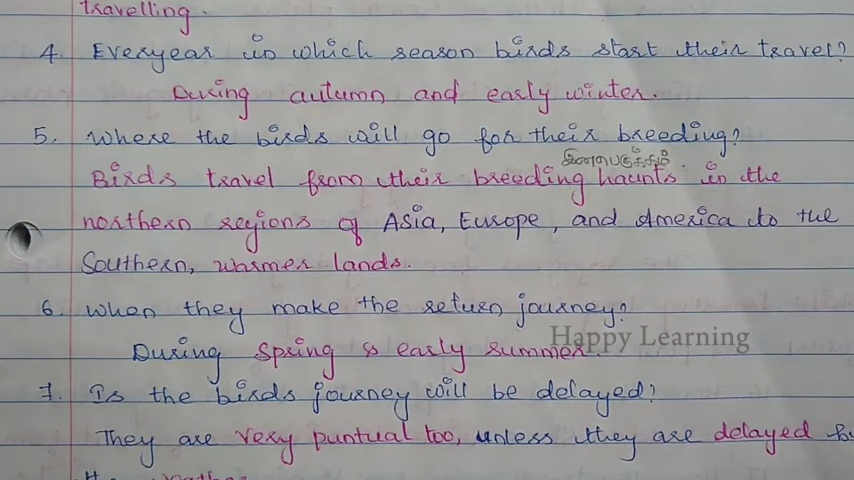 travelling.
4. Everyear in which season birds start their travel?
During autumn and early winter.
5. Where the birds will go for their breeding?
Birds travel from their breeding haunts in the
northern regions of Asia, Europe, and America to the
Southern, warmer lands.
6. When they make the return journey?
Happy Learning
During Spring & early summer.
7. Is the birds journey will be delayed?
They are very puntual too, unless they are delayed